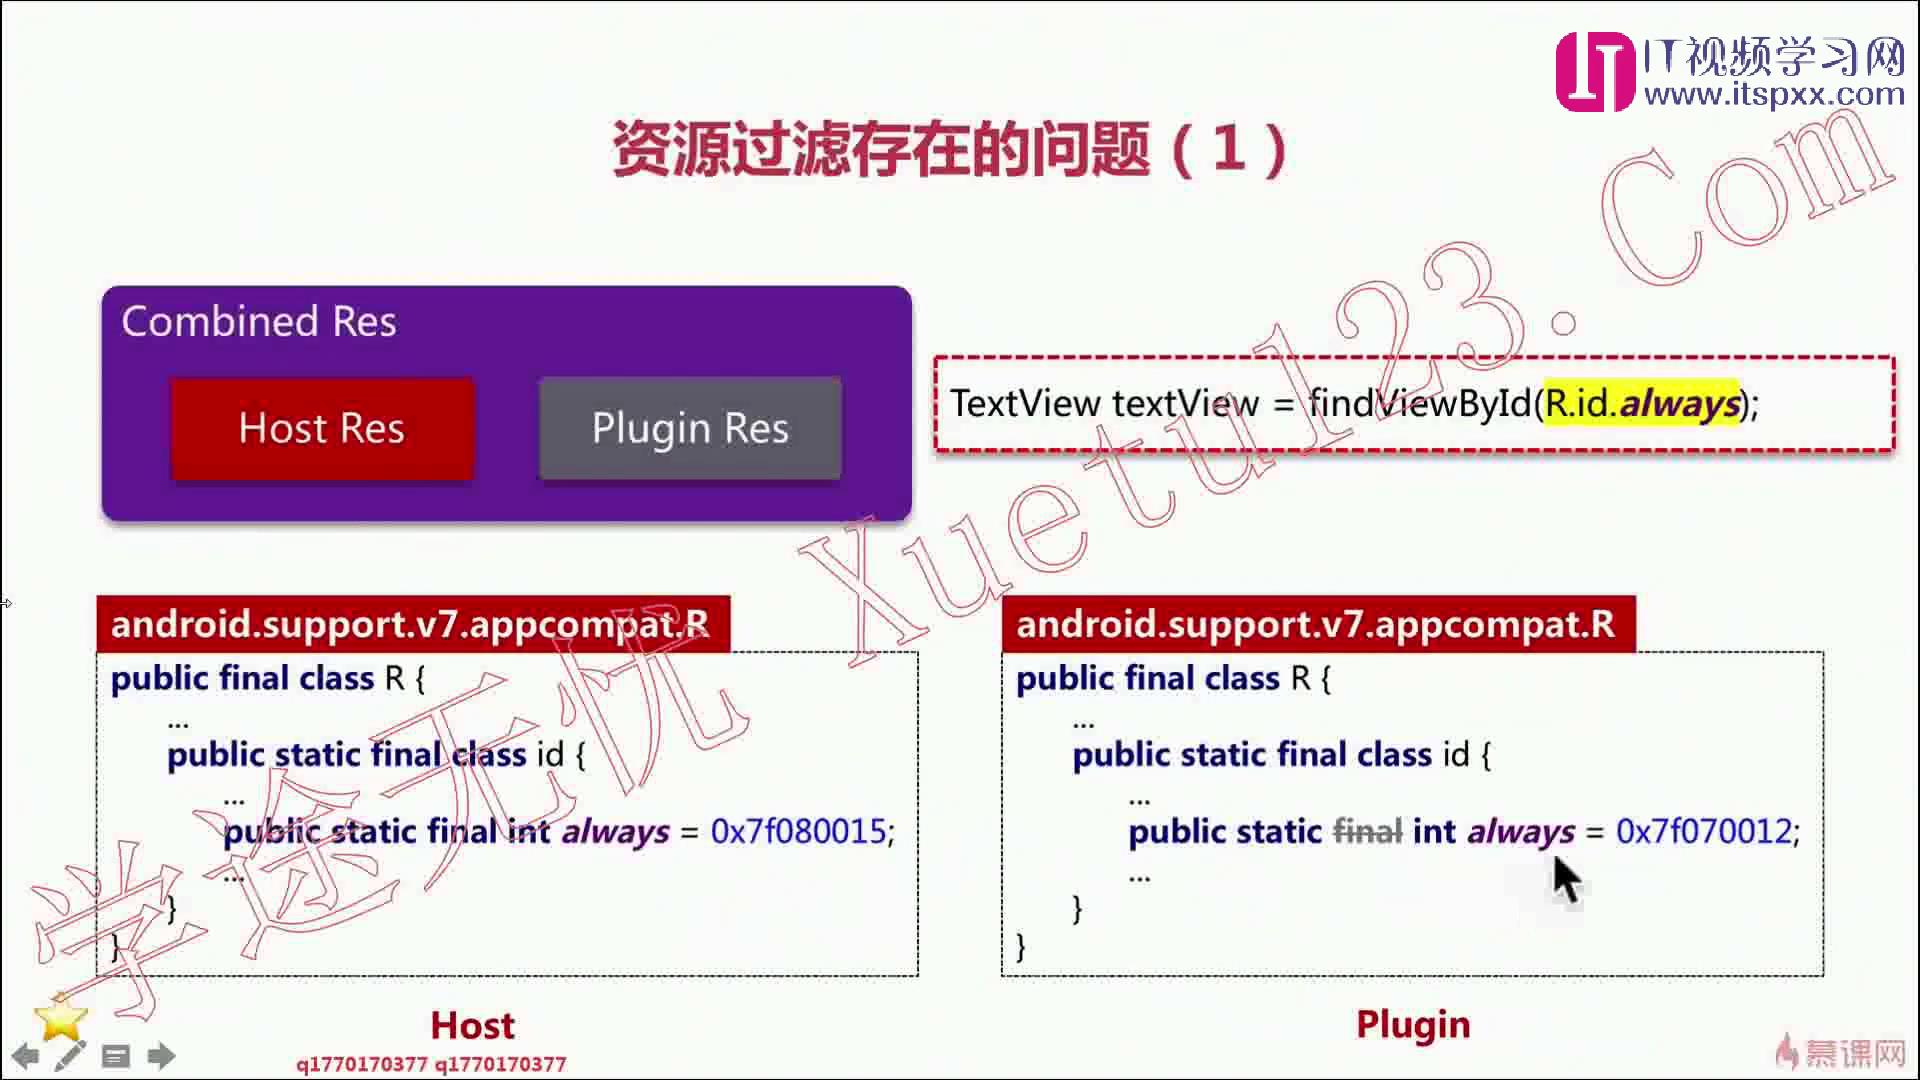 IT视频学习网
www.itspxx.com
资源过滤存在的问题（1）
Combined Res
Host Res
Plugin Res
TextView textView = findViewById(R.id.always);
学途无忧 Xuetu123.Com
android.support.v7.appcompat.R
public final class R {
...
public static final class id {
...
public static final int always = 0x7f080015;
...
}
}
Host
android.support.v7.appcompat.R
public final class R {
...
public static final class id {
...
public static final int always = 0x7f070012;
...
}
}
Plugin
q1770170377 q1770170377
慕课网